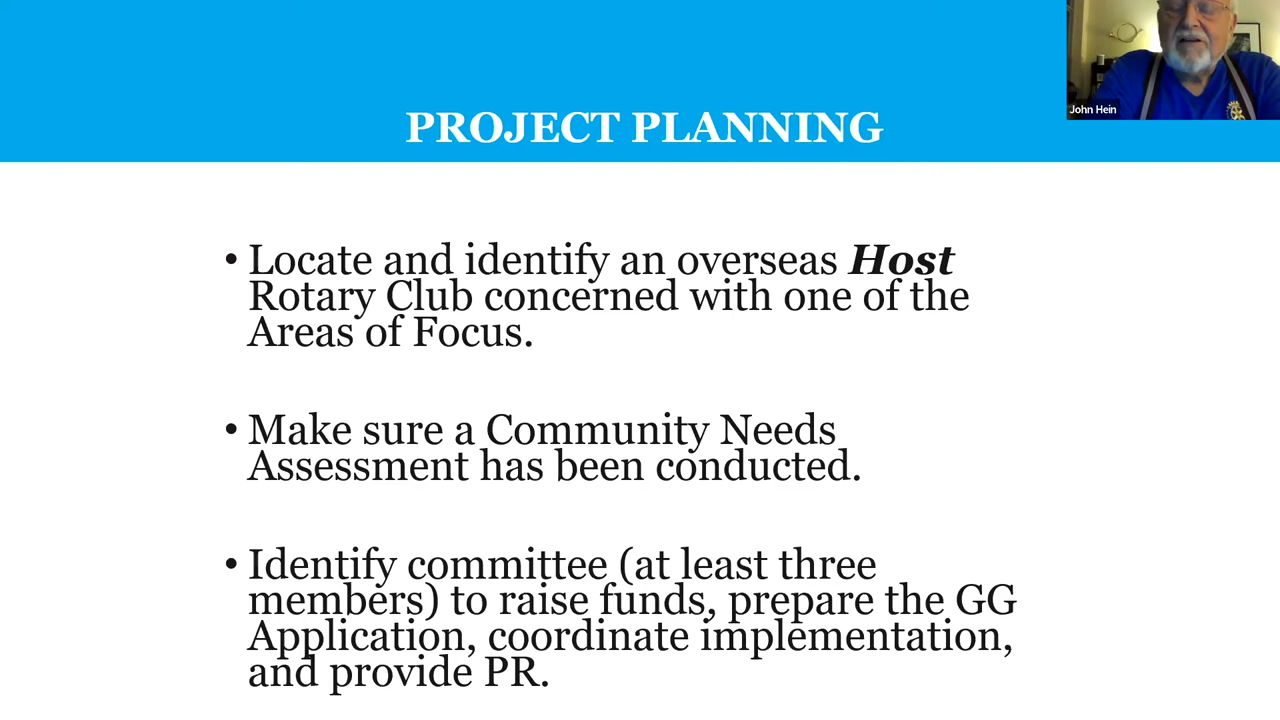 PROJECT PLANNING
John Hein
• Locate and identify an overseas Host
Rotary Club concerned with one of the
Areas of Focus.
• Make sure a Community Needs
Assessment has been conducted.
• Identify committee (at least three
members) to raise funds, prepare the GG
Application, coordinate implementation,
and provide PR.